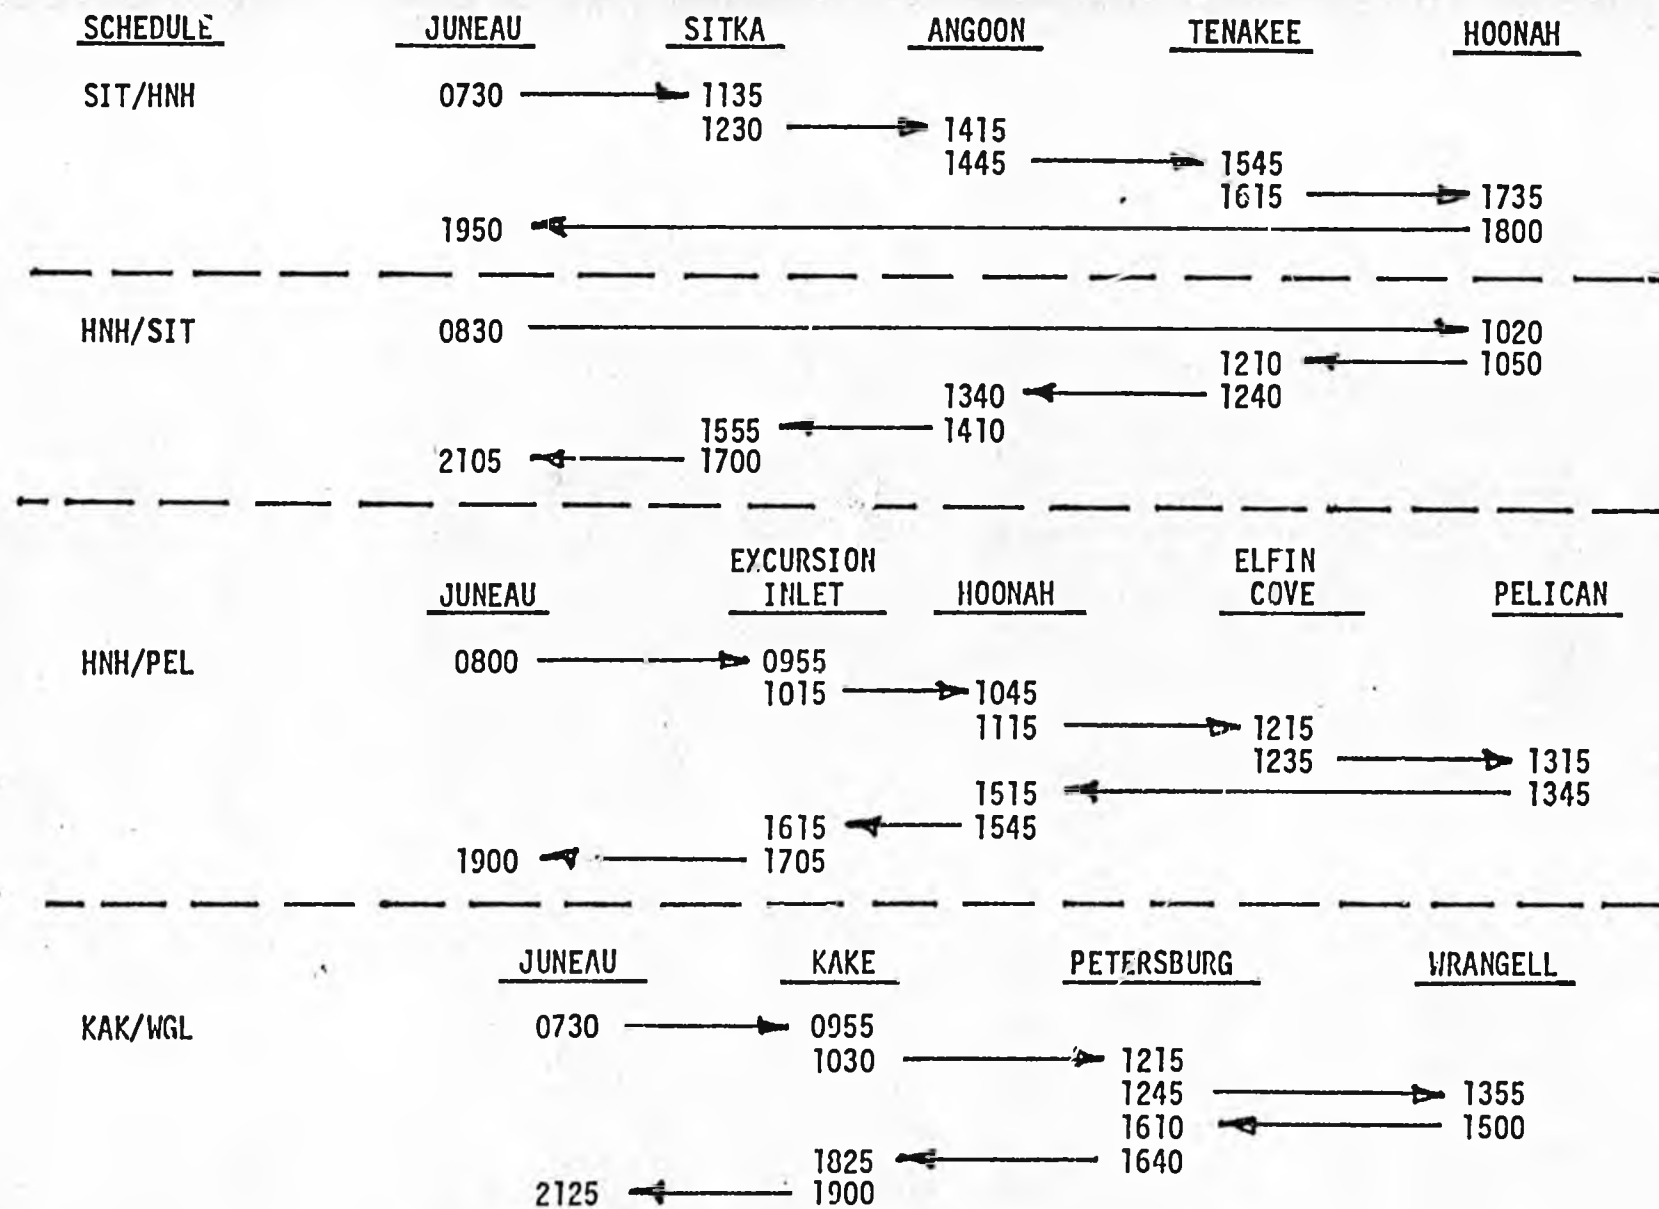 SCHEDULE JUNEAU SITKA ANGOON TENAKEE HOONAH
SIT/HNH 0730 1135
1230 1415
1445 1545
1615 1735
1950 1800
HNH/SIT 0830 1020
1210 1050
1340 1240
1555 1410
2105 1700
EXCURSION ELFIN
JUNEAU INLET HOONAH COVE PELICAN
HNH/PEL 0800 0955
1015 1045
1115 1215
1235 1315
1515 1345
1615 1545
1900 1705
JUNEAU KAKE PETERSBURG WRANGELL
KAK/WGL 0730 0955
1030 1215
1245 1355
1610 1500
1825 1640
2125 1900